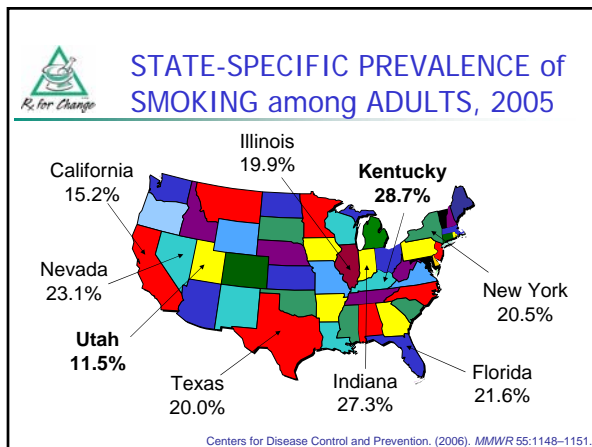 Rx for Change
STATE-SPECIFIC PREVALENCE of
SMOKING among ADULTS, 2005
Illinois
19.9%
California
15.2%
Kentucky
28.7%
Nevada
23.1%
New York
20.5%
Utah
11.5%
Texas
20.0%
Indiana
27.3%
Florida
21.6%
Centers for Disease Control and Prevention. (2006). MMWR 55:1148–1151.